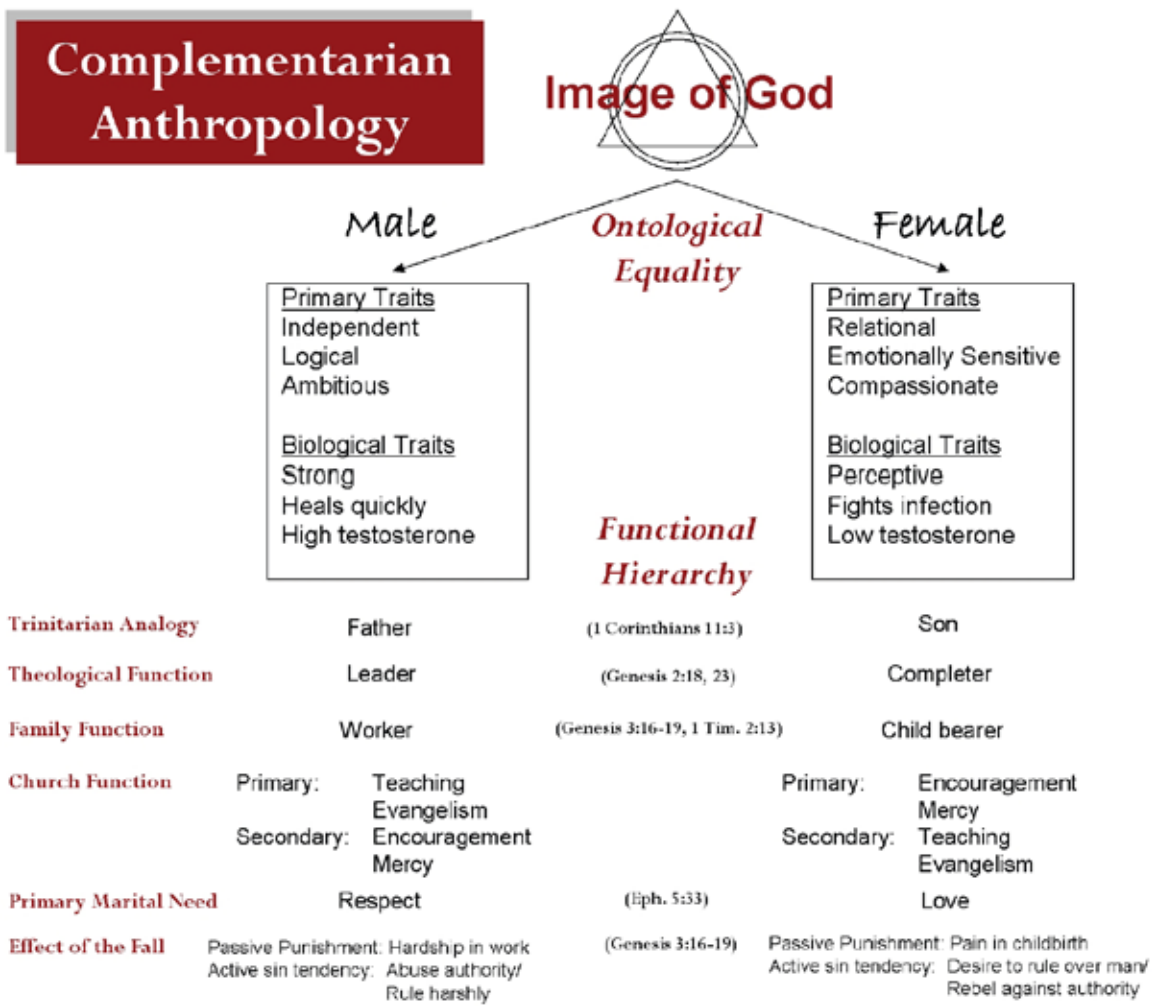 Complementarian
Anthropology
Image of God
Male
Ontological
Equality
Female
Primary Traits
Independent
Logical
Ambitious
Biological Traits
Strong
Heals quickly
High testosterone
Primary Traits
Relational
Emotionally Sensitive
Compassionate
Biological Traits
Perceptive
Fights infection
Low testosterone
Functional
Hierarchy
Trinitarian Analogy Father (1 Corinthians 11:3) Son
Theological Function Leader (Genesis 2:18, 23) Completer
Family Function Worker (Genesis 3:16-19, 1 Tim. 2:13) Child bearer
Church Function Primary: Teaching Primary: Encouragement
Evangelism Mercy
Secondary: Encouragement Secondary: Teaching
Mercy Evangelism
Primary Marital Need Respect (Eph. 5:33) Love
Effect of the Fall Passive Punishment: Hardship in work (Genesis 3:16-19) Passive Punishment: Pain in childbirth
Active sin tendency: Abuse authority/ Active sin tendency: Desire to rule over man/
Rule harshly Rebel against authority